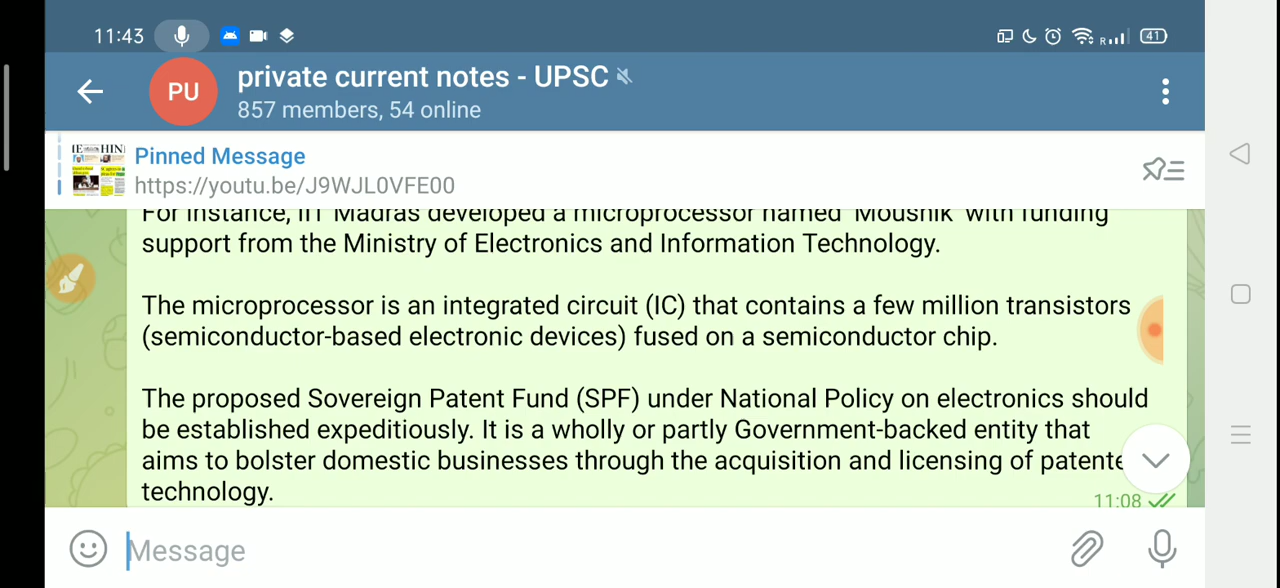 11:43
R
41
PU
private current notes - UPSC
857 members, 54 online
Pinned Message
https://youtu.be/J9WJL0VFE00
For instance, IIT Madras developed a microprocessor named 'Moushik' with funding
support from the Ministry of Electronics and Information Technology.
The microprocessor is an integrated circuit (IC) that contains a few million transistors
(semiconductor-based electronic devices) fused on a semiconductor chip.
The proposed Sovereign Patent Fund (SPF) under National Policy on electronics should
be established expeditiously. It is a wholly or partly Government-backed entity that
aims to bolster domestic businesses through the acquisition and licensing of patente
technology.
11:08
Message